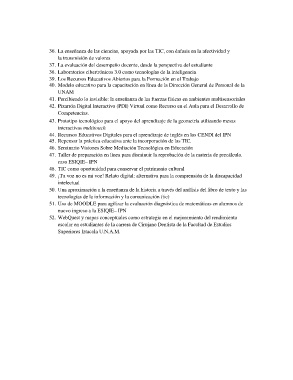 36. La enseñanza de las ciencias, apoyada por las TIC, con énfasis en la afectividad y
la transmisión de valores
37. La evaluación del desempeño docente, desde la perspectiva del estudiante
38. Laboratorios cibertrónicos 3.0 como tecnologías de la inteligencia
39. Los Recursos Educativos Abiertos para la Formación en el Trabajo
40. Modelo educativo para la capacitación en línea de la Dirección General de Personal de la
UNAM
41. Percibiendo lo invisible: la enseñanza de las fuerzas físicas en ambientes multisensoriales
42. Pizarrón Digital Interactivo (PDI) Virtual como Recurso en el Aula para el Desarrollo de
Competencias.
43. Prototipo tecnológico para el apoyo del aprendizaje de la geometría utilizando mesas
interactivas multitouch
44. Recursos Educativos Digitales para el aprendizaje de inglés en los CENDI del IPN
45. Repensar la práctica educativa ante la incorporación de las TIC.
46. Seminario Visiones Sobre Mediación Tecnológica en Educación
47. Taller de preparación en línea para disminuir la reprobación de la materia de precálculo,
caso ESIQIE- IPN
48. TIC como oportunidad para conservar el patrimonio cultural
49. ¿Tu voz no es mi voz? Relato digital: alternativa para la comprensión de la discapacidad
intelectual
50. Una aproximación a la enseñanza de la historia a través del análisis del libro de texto y las
tecnologías de la información y la comunicación (tic)
51. Uso de MOODLE para agilizar la evaluación diagnóstica de matemáticas en alumnos de
nuevo ingreso a la ESIQIE- IPN
52. WebQuest y mapas conceptuales como estrategia en el mejoramiento del rendimiento
escolar en estudiantes de la carrera de Cirujano Dentista de la Facultad de Estudios
Superiores Iztacala U.N.A.M.